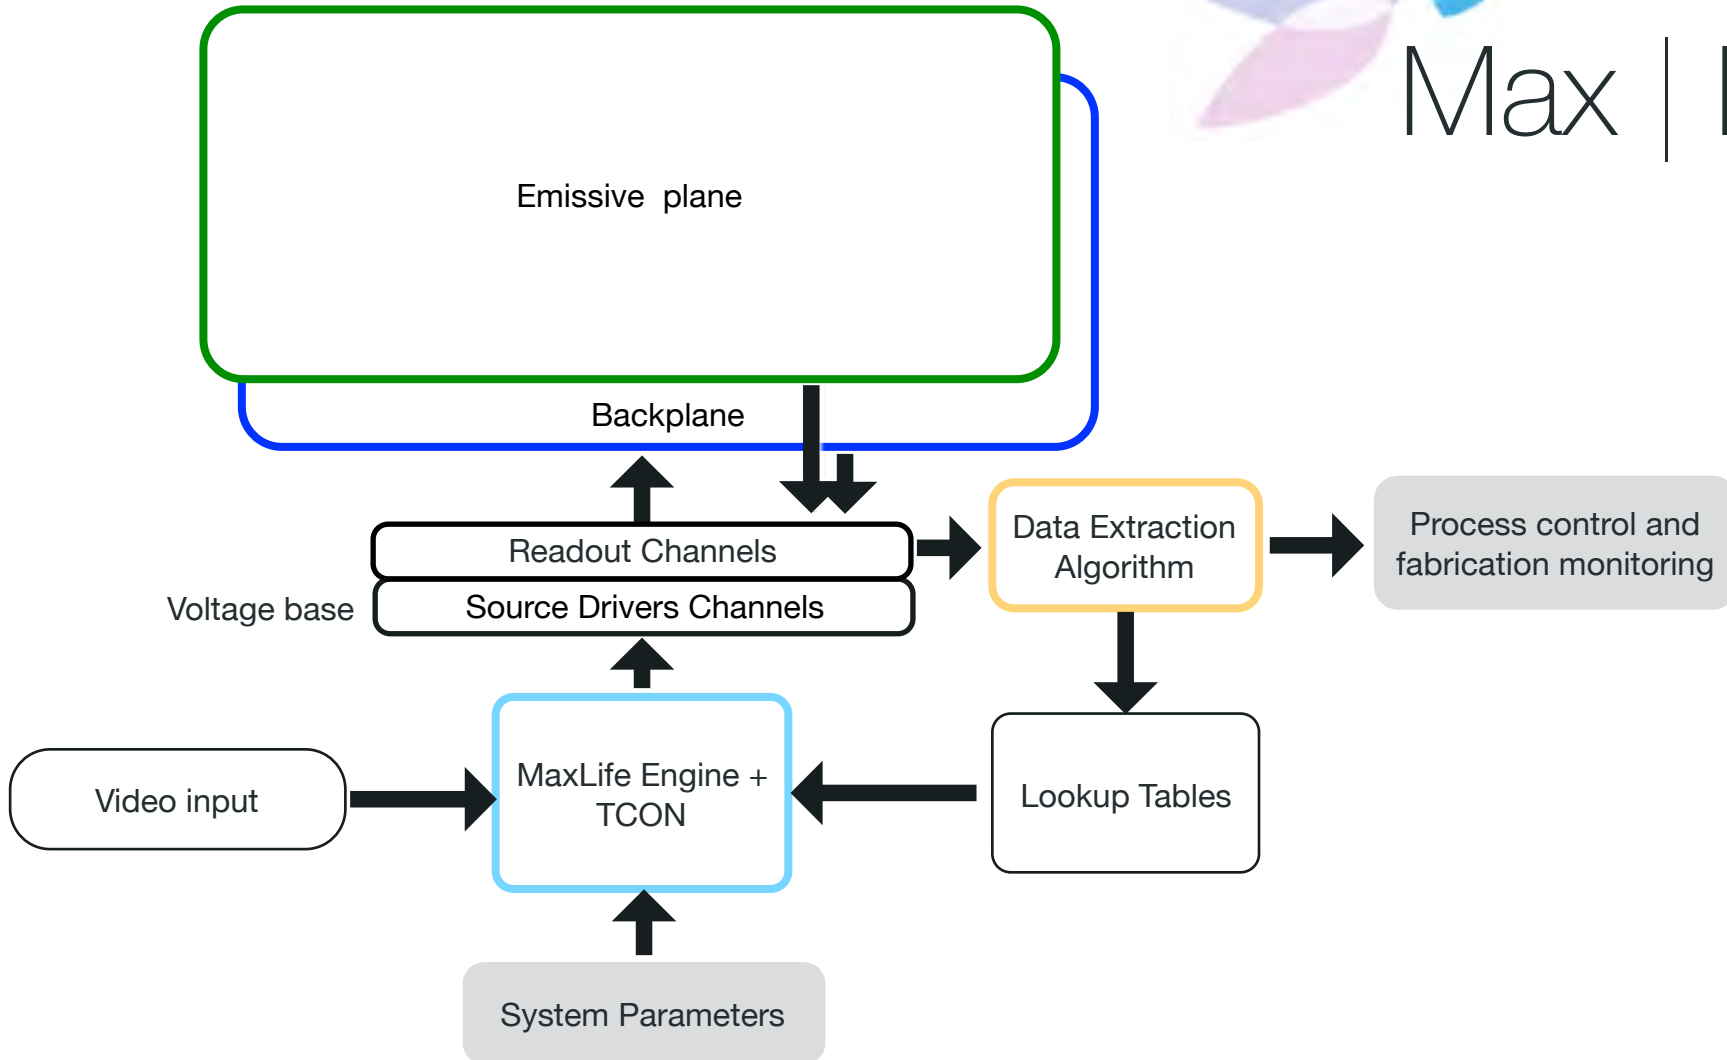 Max |
Emissive plane
Backplane
Readout Channels
Voltage base
Source Drivers Channels
Data Extraction
Algorithm
Process control and
fabrication monitoring
Video input
MaxLife Engine +
TCON
Lookup Tables
System Parameters